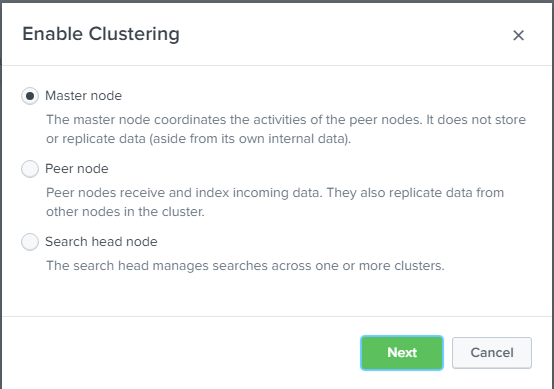 Enable Clustering
×
Master node
The master node coordinates the activities of the peer nodes. It does not store
or replicate data (aside from its own internal data).
Peer node
Peer nodes receive and index incoming data. They also replicate data from
other nodes in the cluster.
Search head node
The search head manages searches across one or more clusters.
Next
Cancel